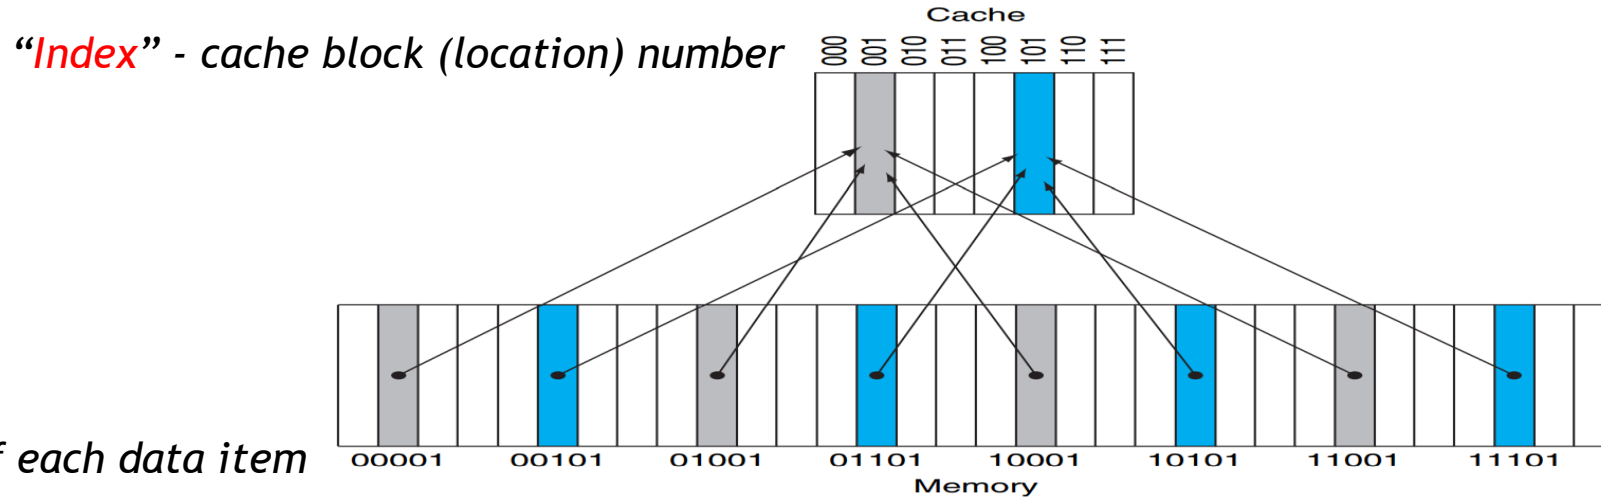 Cache
“Index” - cache block (location) number
000 001 010 011 100 101 110 111
each data item
00001 00101 01001 01101 10001 10101 11001 11101
Memory